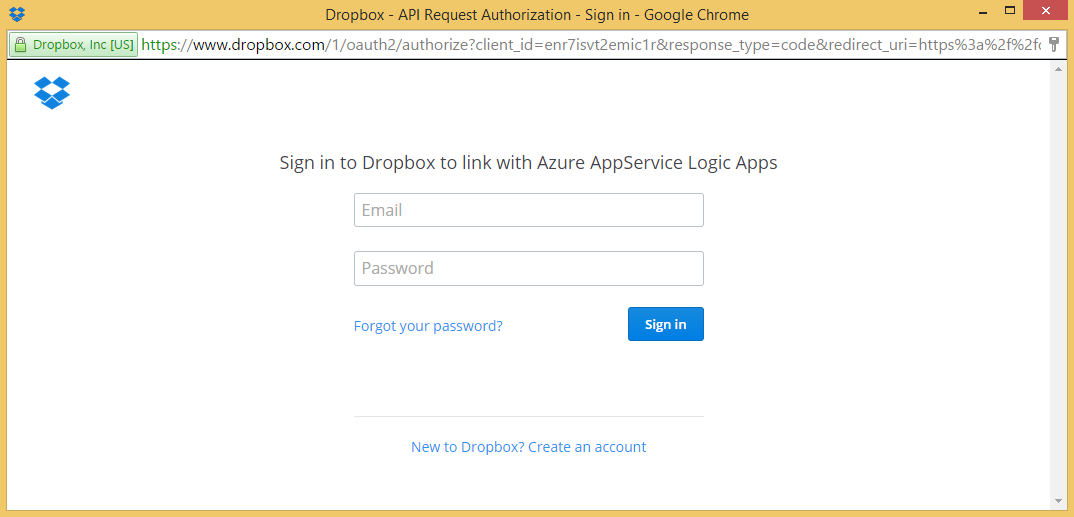 Dropbox - API Request Authorization - Sign in - Google Chrome
Dropbox, Inc [US] https://www.dropbox.com/1/oauth2/authorize?client_id=enr7isvt2emic1r&response_type=code&redirect_uri=https%3a%2f%2f
Sign in to Dropbox to link with Azure AppService Logic Apps
Email
Password
Forgot your password?
Sign in
New to Dropbox? Create an account